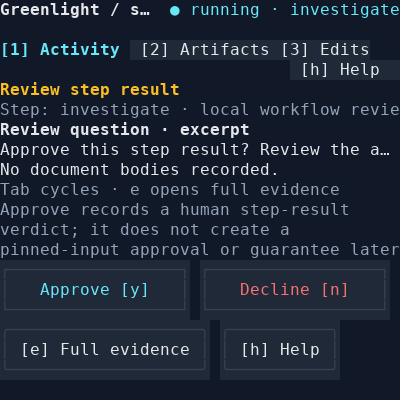 Greenlight / s… ● running · investigate
[1] Activity [2] Artifacts [3] Edits
[h] Help
Review step result
Step: investigate · local workflow revie
Review question · excerpt
Approve this step result? Review the a…
No document bodies recorded.
Tab cycles · e opens full evidence
Approve records a human step-result
verdict; it does not create a
pinned-input approval or guarantee later
Approve [y] Decline [n]
[e] Full evidence [h] Help